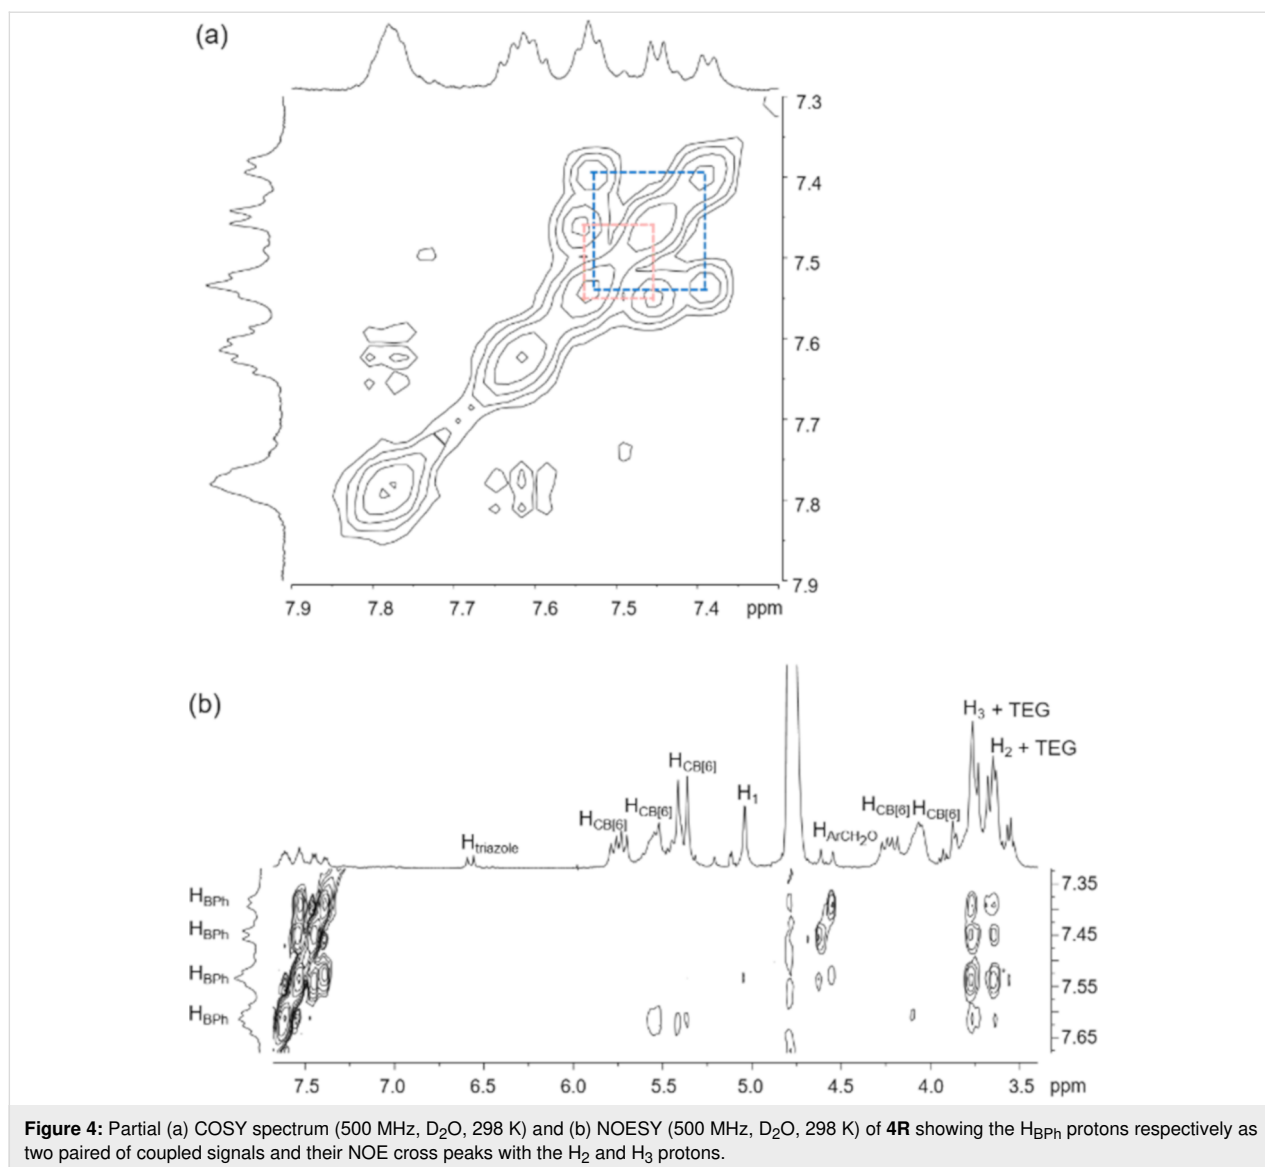 (a)
7.3
7.4
7.5
7.6
7.7
7.8
7.9
7.9 7.8 7.7 7.6 7.5 7.4 ppm
(b)
H3 + TEG
H2 + TEG
HCB[6]
H1
HCB[6]
HCB[6]
HCB[6] HCB[6]
HArCH2O
Htriazole
HBPh
HBPh
HBPh
HBPh
7.35
7.45
7.55
7.65
7.5 7.0 6.5 6.0 5.5 5.0 4.5 4.0 3.5 ppm
Figure 4: Partial (a) COSY spectrum (500 MHz, D2O, 298 K) and (b) NOESY (500 MHz, D2O, 298 K) of 4R showing the HBPh protons respectively as
two paired of coupled signals and their NOE cross peaks with the H2 and H3 protons.